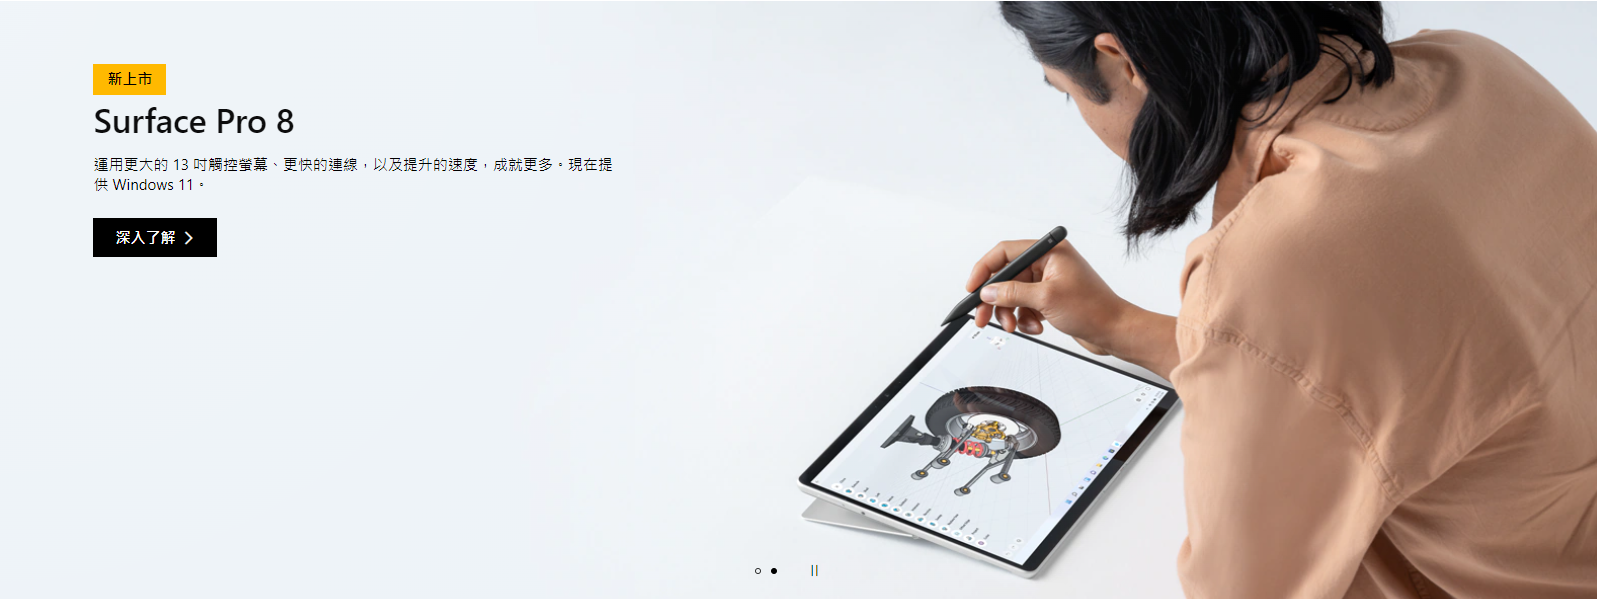 新上市
Surface Pro 8
運用更大的 13 吋觸控螢幕、更快的連線，以及提升的速度，成就更多。現在提
供 Windows 11。
深入了解